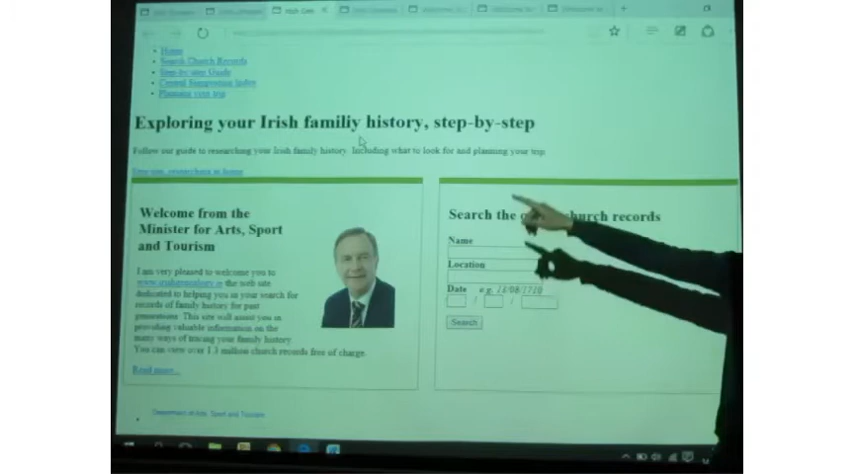 Home
Search Church Records
Step-by-step Guide
Central Signposting Index
Planning your trip
Exploring your Irish familiy history, step-by-step
Follow our guide to researching your Irish family history. Including what to look for and planning your trip
Welcome from the
Minister for Arts, Sport
and Tourism
I am very pleased to welcome you to
www.irishgenealogy.ie the web site
dedicated to helping you in your search for
records of family history for past
generations. This site will assist you in
providing valuable information on the
many ways of tracing your family history.
You can view over 1.3 million church records free of charge.
Read more...
Search the church records
Name
Location
Date e.g. 23/08/1770
/ /
Search
Department of Arts, Sport and Tourism